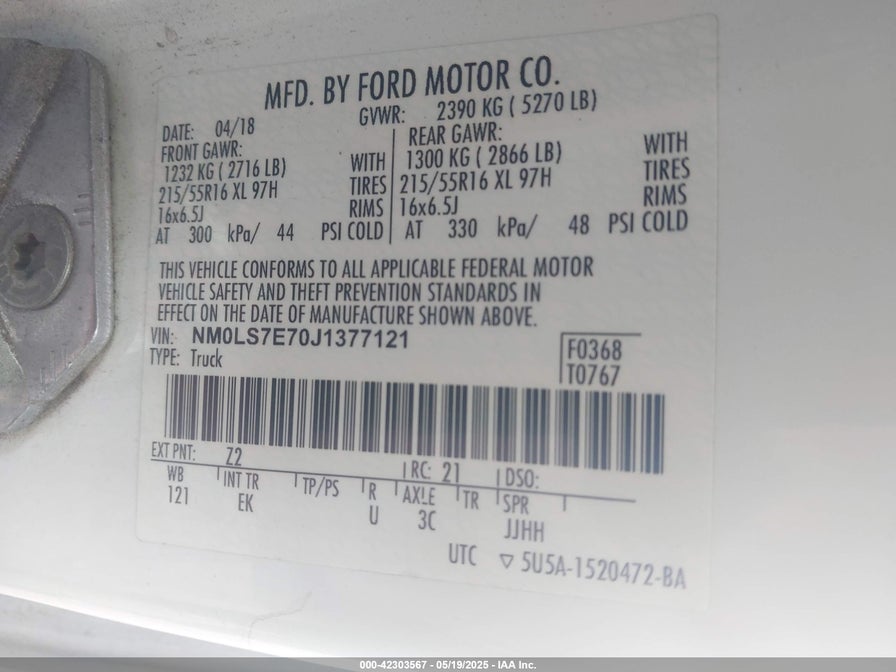 MFD. BY FORD MOTOR CO.
DATE: 04/18 GVWR: 2390 KG ( 5270 LB)
FRONT GAWR: REAR GAWR:
1232 KG ( 2716 LB) WITH 1300 KG ( 2866 LB) WITH
215/55R16 XL 97H TIRES 215/55R16 XL 97H TIRES
16x6.5J RIMS 16x6.5J RIMS
AT 300 kPa/ 44 PSI COLD AT 330 kPa/ 48 PSI COLD
THIS VEHICLE CONFORMS TO ALL APPLICABLE FEDERAL MOTOR
VEHICLE SAFETY AND THEFT PREVENTION STANDARDS IN
EFFECT ON THE DATE OF MANUFACTURE SHOWN ABOVE.
VIN: NM0LS7E70J1377121
TYPE: Truck
F0368
T0767
EXT PNT: Z2 RC: 21 DSO:
WB INT TR TP/PS R AXLE TR SPR
121 EK U 3C JJHH
UTC ▽ 5U5A-1520472-BA
000-42303567 - 05/19/2025 - IAA Inc.